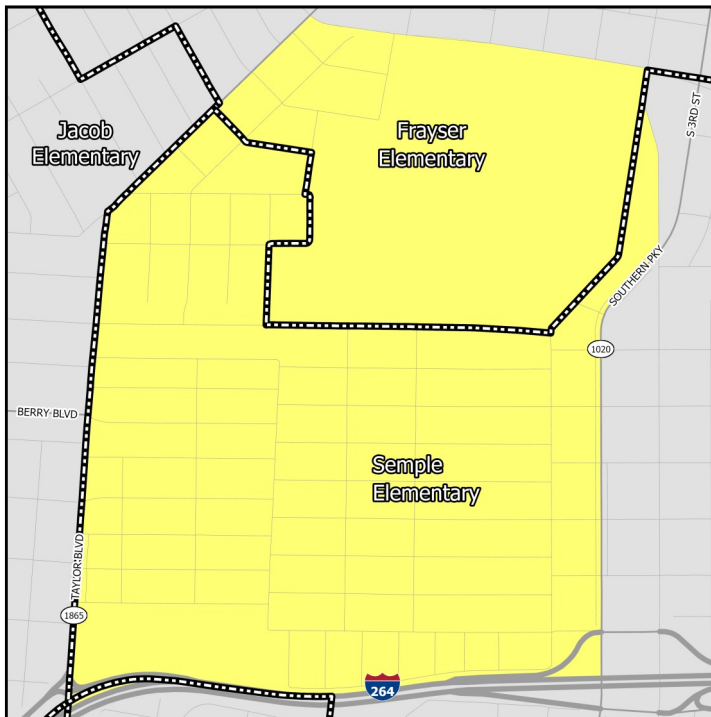 S 3RD ST
Jacob
Elementary
Frayser
Elementary
SOUTHERN PKY
1020
BERRY BLVD
Semple
Elementary
TAYLOR BLVD
1865
264